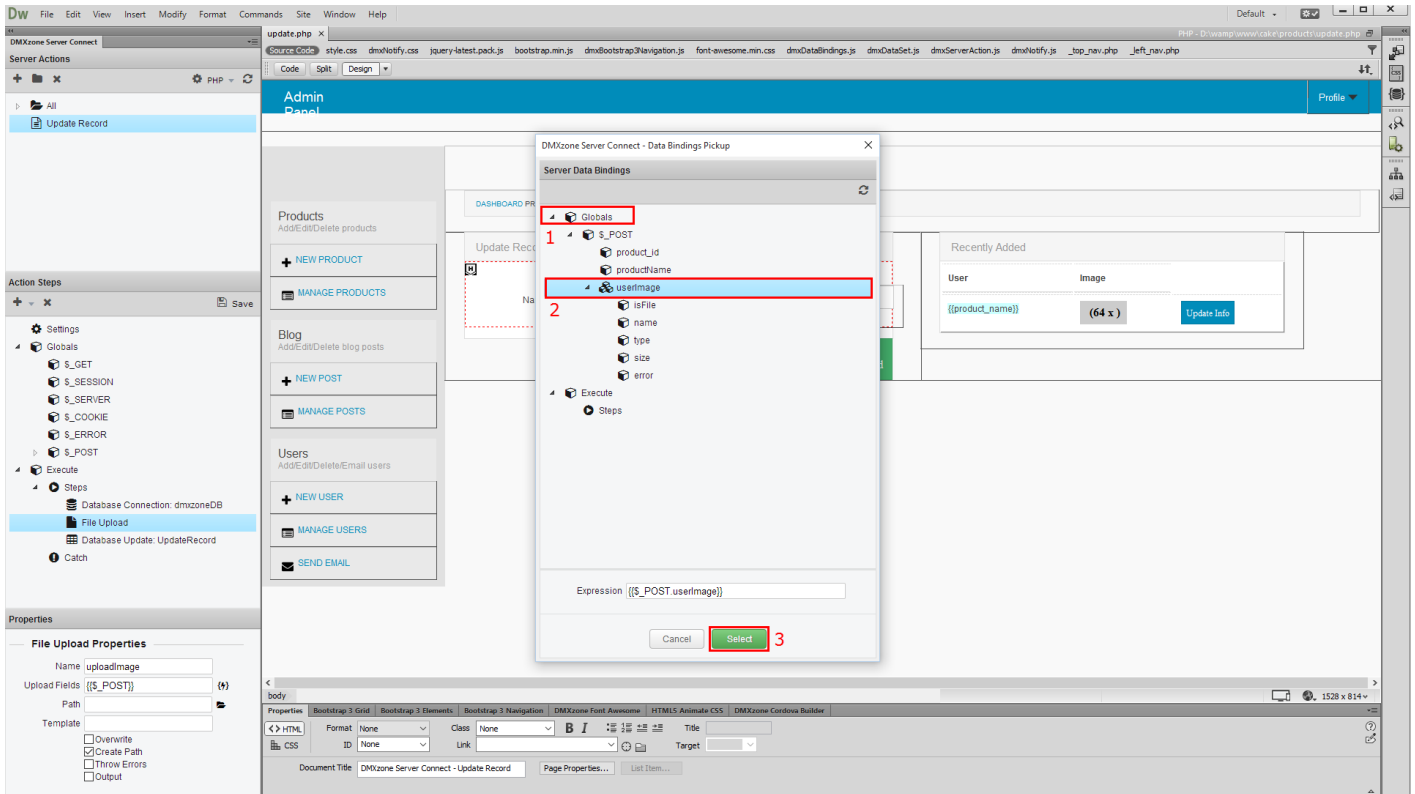 DW File Edit View Insert Modify Format Commands Site Window Help Default
DMXzone Server Connect
Server Actions
PHP
All
Update Record
update.php ×
PHP - D:\wamp\www\cake\products\update.php
Source Code style.css dmxNotify.css jquery-latest.pack.js bootstrap.min.js dmxBootstrap3Navigation.js font-awesome.min.css dmxDataBindings.js dmxDataSet.js dmxServerAction.js dmxNotify.js _top_nav.php _left_nav.php
Code Split Design
Admin
Panel
Profile
DASHBOARD PR
Products
Add/Edit/Delete products
NEW PRODUCT
MANAGE PRODUCTS
Blog
Add/Edit/Delete blog posts
NEW POST
MANAGE POSTS
Users
Add/Edit/Delete/Email users
NEW USER
MANAGE USERS
SEND EMAIL
Update Reco
H
Na
DMXzone Server Connect - Data Bindings Pickup
Server Data Bindings
Globals
1
$_POST
product_id
productName
userImage
2
isFile
name
type
size
error
Execute
Steps
Expression {{$_POST.userImage}}
Cancel Select 3
Recently Added
User Image
{{product_name}} (64 x ) Update Info
Action Steps
Save
Settings
Globals
$_GET
$_SESSION
$_SERVER
$_COOKIE
$_ERROR
$_POST
Execute
Steps
Database Connection: dmxzoneDB
File Upload
Database Update: UpdateRecord
Catch
Properties
File Upload Properties
Name uploadImage
Upload Fields {{$_POST}}
Path
Template
Overwrite
Create Path
Throw Errors
Output
body
1528 x 814
Properties Bootstrap 3 Grid Bootstrap 3 Elements Bootstrap 3 Navigation DMXzone Font Awesome HTML5 Animate CSS DMXzone Cordova Builder
<> HTML Format None Class None B I Title
CSS ID None Link Target
Document Title DMXzone Server Connect - Update Record Page Properties... List Item...